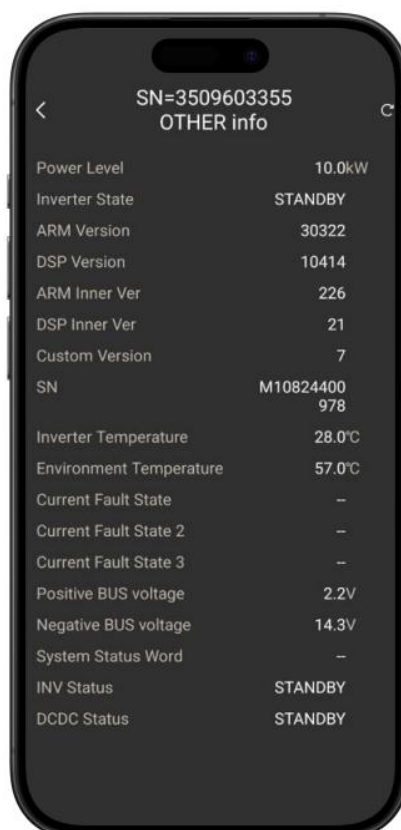 SN=3509603355
OTHER info
Power Level 10.0kW
Inverter State STANDBY
ARM Version 30322
DSP Version 10414
ARM Inner Ver 226
DSP Inner Ver 21
Custom Version 7
SN M10824400
978
Inverter Temperature 28.0°C
Environment Temperature 57.0°C
Current Fault State --
Current Fault State 2 --
Current Fault State 3 --
Positive BUS voltage 2.2V
Negative BUS voltage 14.3V
System Status Word --
INV Status STANDBY
DCDC Status STANDBY